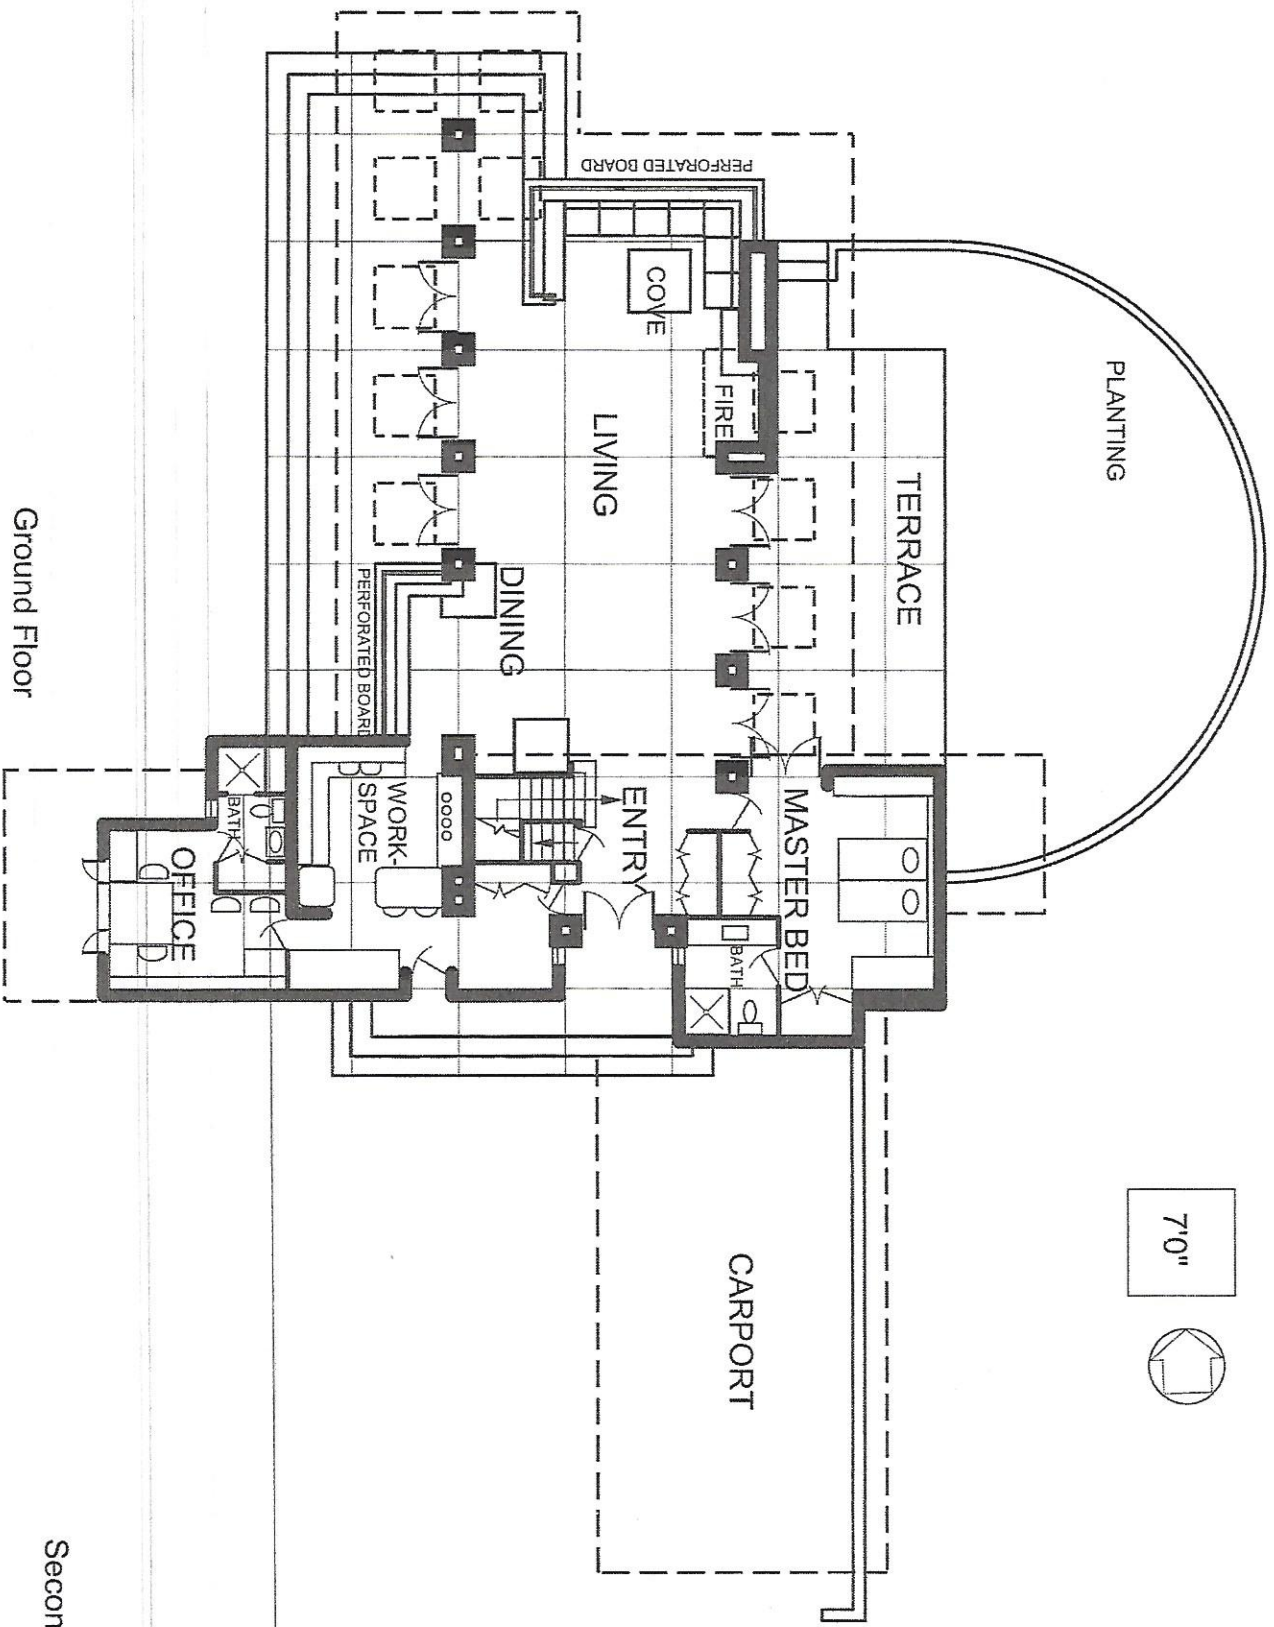 PLANTING
7'0"
TERRACE
PERFORATED BOARD
COVE
FIRE
LIVING
DINING
PERFORATED BOARD
MASTER BED
BATH
ENTRY
CARPORT
WORK-
SPACE
BATH
OFFICE
Ground Floor
Secon